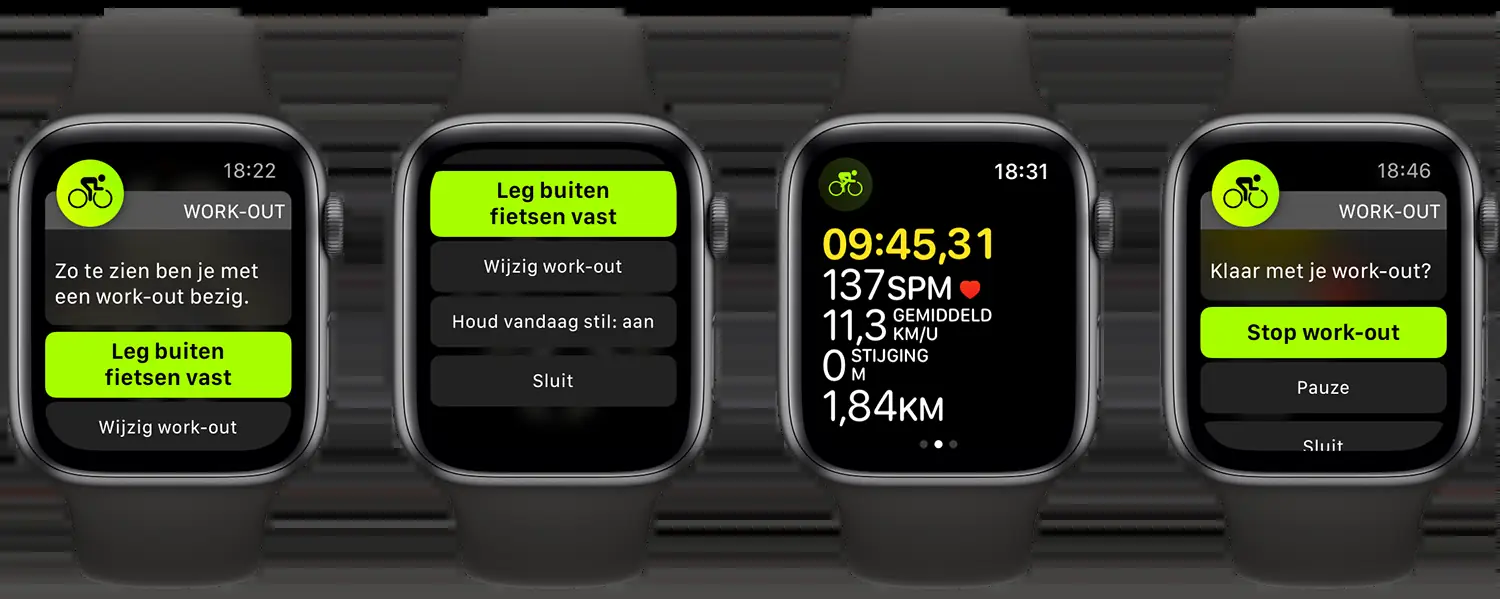 18:22
WORK-OUT
Zo te zien ben je met
een work-out bezig.
Leg buiten
fietsen vast
Wijzig work-out
Leg buiten
fietsen vast
Wijzig work-out
Houd vandaag stil: aan
Sluit
18:31
09:45,31
137SPM
11,3 GEMIDDELD
KM/U
0 STIJGING
M
1,84KM
18:46
WORK-OUT
Klaar met je work-out?
Stop work-out
Pauze
Sluit